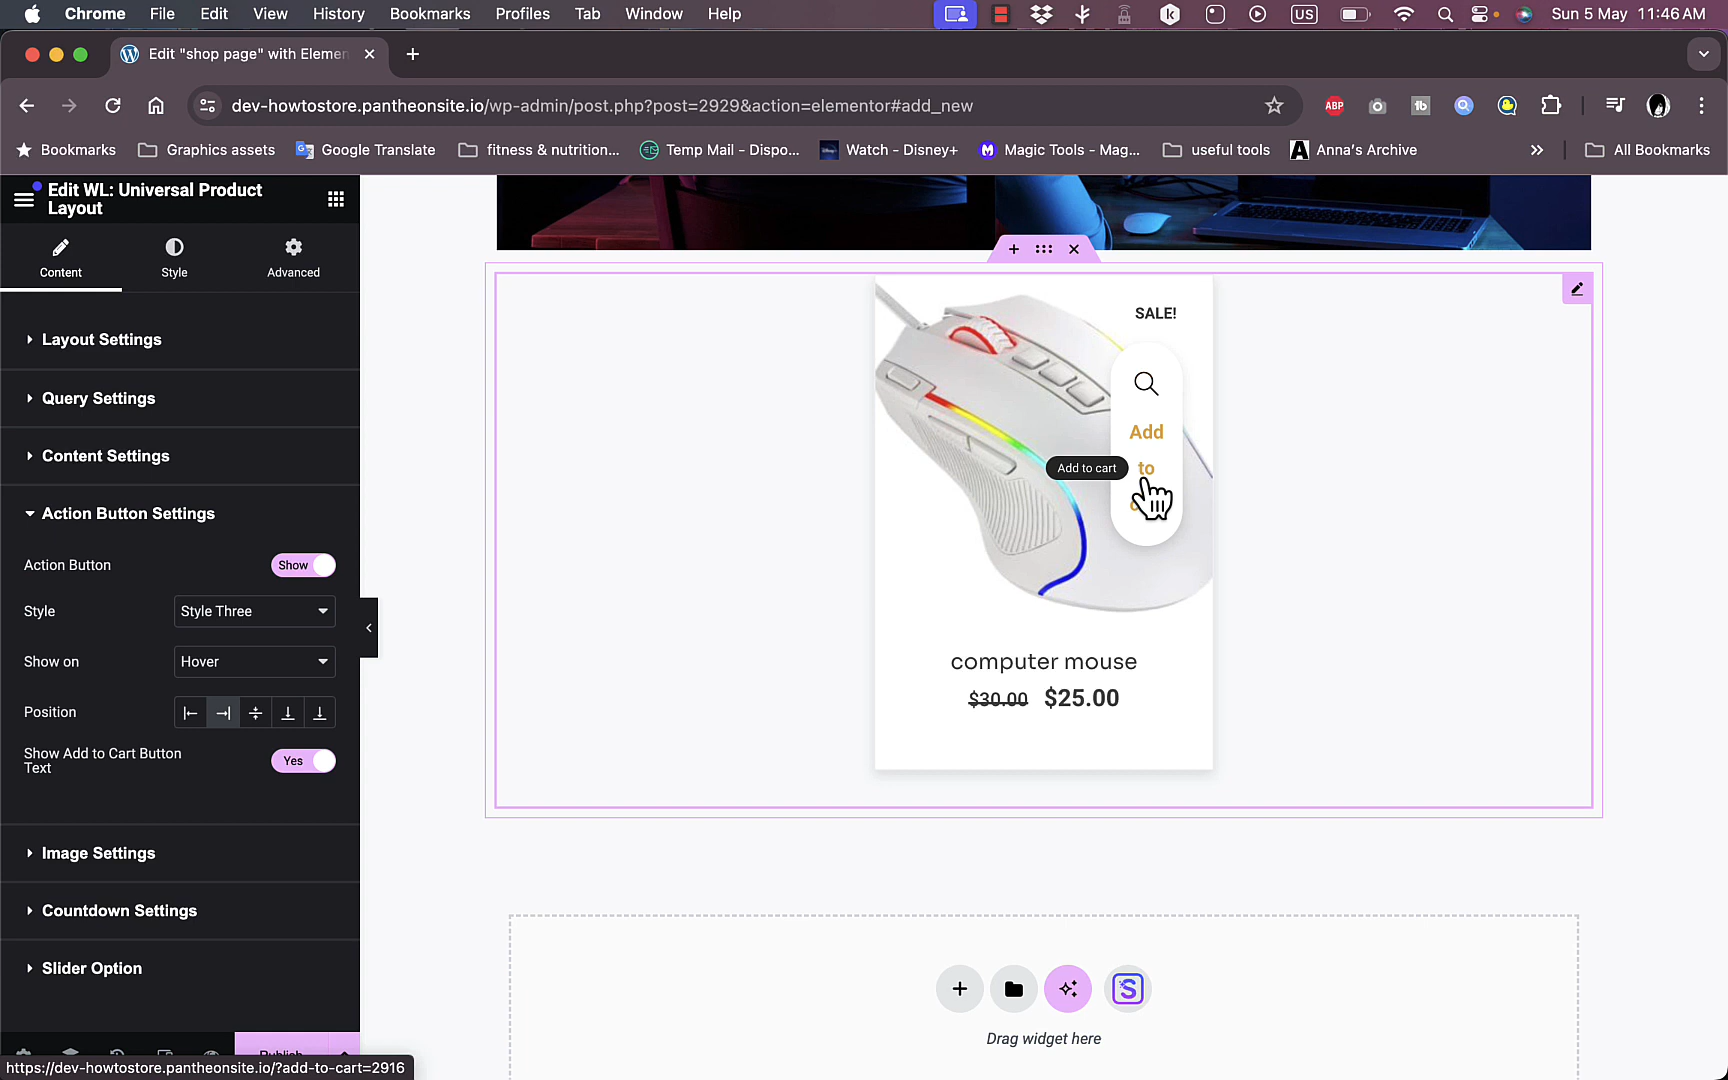 Chrome File Edit View History Bookmarks Profiles Tab Window Help
US
Sun 5 May 11:46 AM
Edit "shop page" with Elemen
dev-howtostore.pantheonsite.io/wp-admin/post.php?post=2929&action=elementor#add_new
ABP
tb
Bookmarks
Graphics assets
Google Translate
fitness & nutrition...
Temp Mail - Dispo...
Watch - Disney+
Magic Tools - Mag...
useful tools
Anna's Archive
All Bookmarks
Edit WL: Universal Product
Layout
Content
Style
Advanced
Layout Settings
Query Settings
Content Settings
Action Button Settings
Action Button
Show
Style
Style Three
Show on
Hover
Position
Show Add to Cart Button
Text
Yes
Image Settings
Countdown Settings
Slider Option
Publish
https://dev-howtostore.pantheonsite.io/?add-to-cart=2916
SALE!
Add
to
Add to cart
computer mouse
$30.00 $25.00
Drag widget here